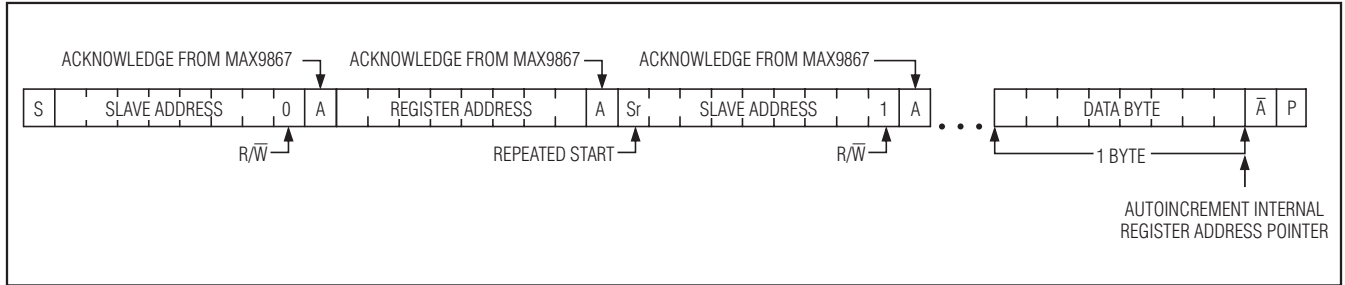 ACKNOWLEDGE FROM MAX9867 ACKNOWLEDGE FROM MAX9867 ACKNOWLEDGE FROM MAX9867
S SLAVE ADDRESS 0 A REGISTER ADDRESS A Sr SLAVE ADDRESS 1 A ... DATA BYTE A̅ P
R/W̅ REPEATED START R/W̅ 1 BYTE
AUTOINCREMENT INTERNAL
REGISTER ADDRESS POINTER